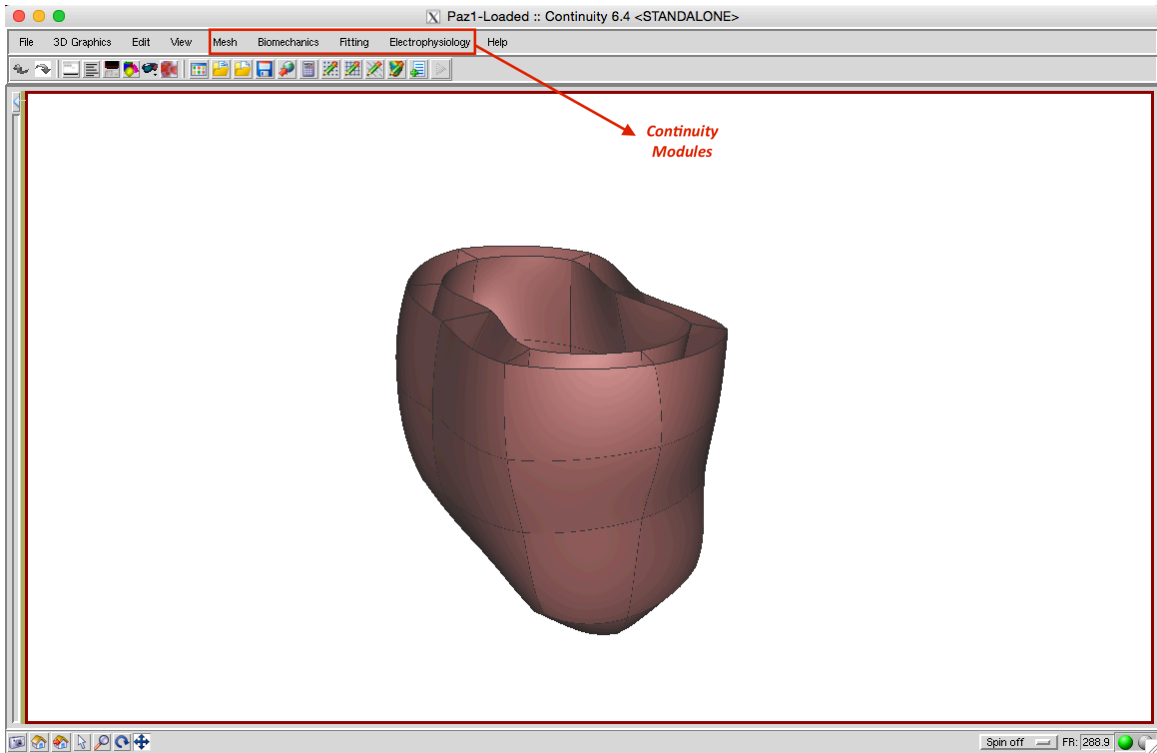 Paz1-Loaded :: Continuity 6.4 <STANDALONE>
File 3D Graphics Edit View Mesh Biomechanics Fitting Electrophysiology Help
Continuity
Modules
Spin off FR: 288.9